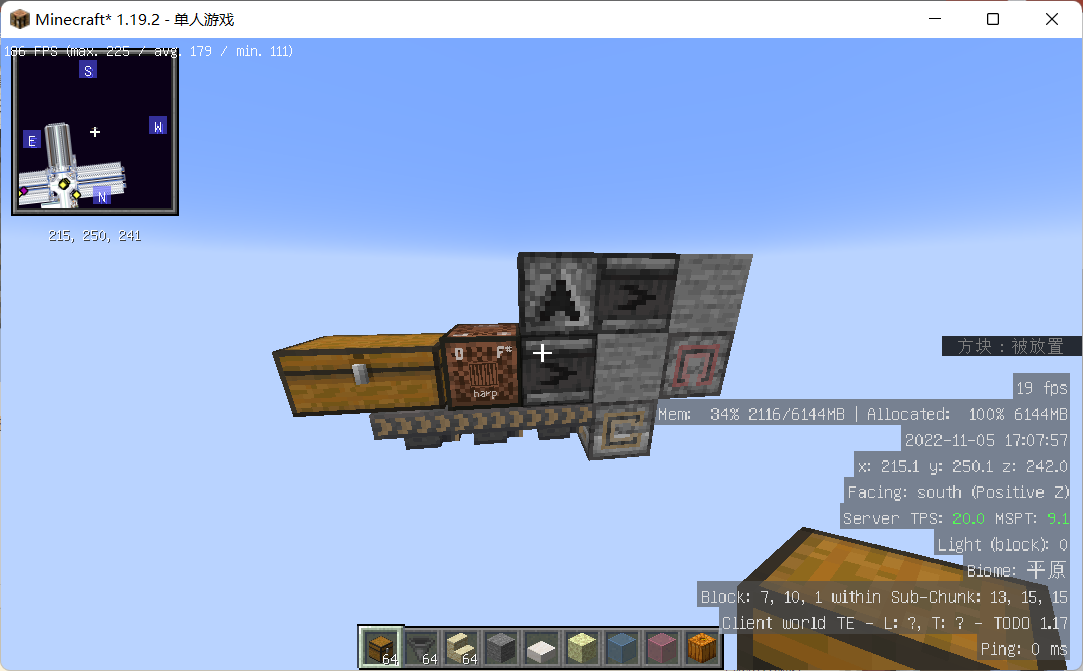 Minecraft* 1.19.2 - 单人游戏
186 FPS (max. 225 / avg. 179 / min. 111)
S
W
E
N
215, 250, 241
F#
harp
方块：被放置
19 fps
Mem: 34% 2116/6144MB | Allocated: 100% 6144MB
2022-11-05 17:07:57
x: 215.1 y: 250.1 z: 242.0
Facing: south (Positive Z)
Server TPS: 20.0 MSPT: 9.1
Light (block): 0
Biome: 平原
Block: 7, 10, 1 within Sub-Chunk: 13, 15, 15
Client world TE - L: ?, T: ? - TODO 1.17
Ping: 0 ms
64
64
64